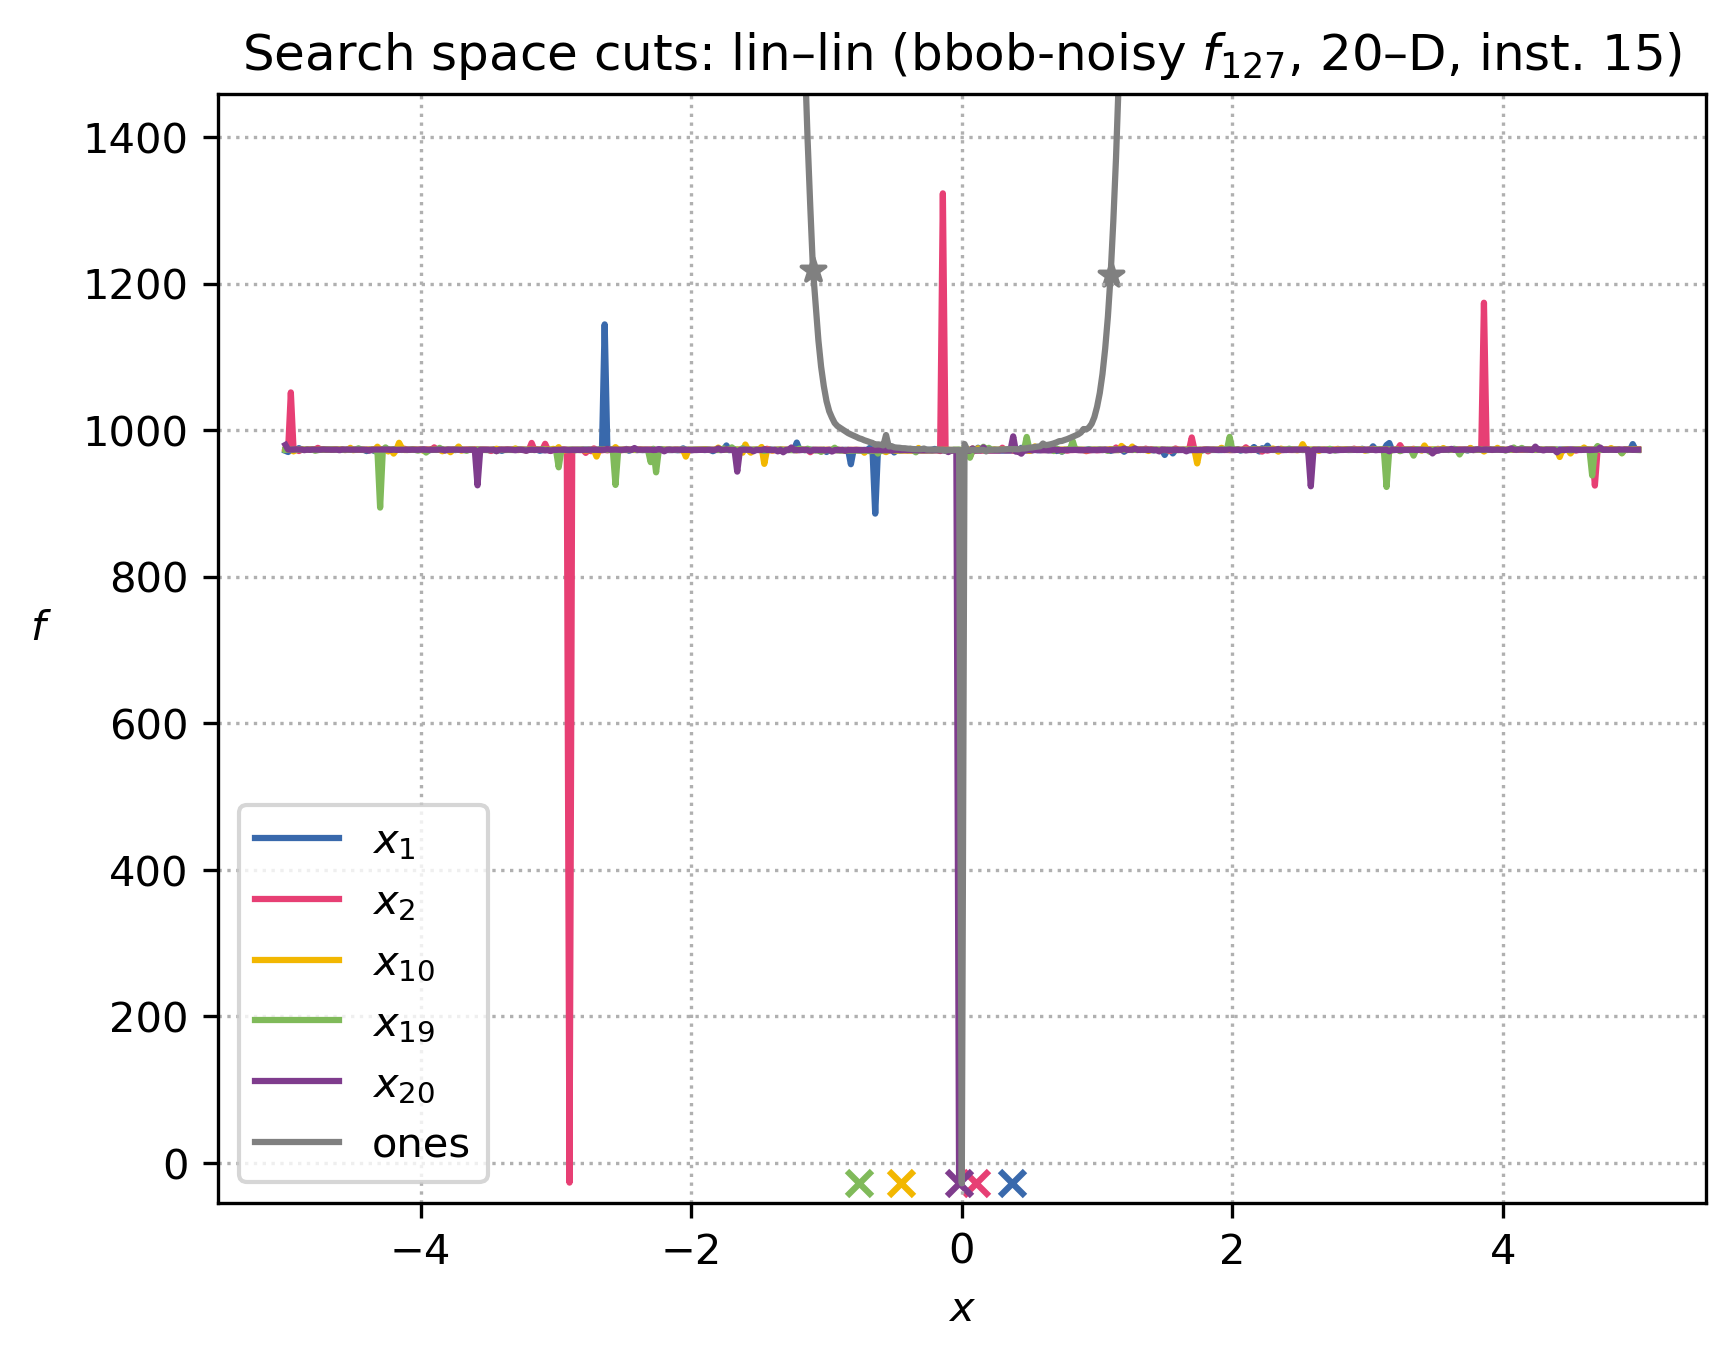 Search space cuts: lin–lin (bbob-noisy f₁₂₇, 20–D, inst. 15)
1400
1200
1000
800
600
400
200
0
f
x₁
x₂
x₁₀
x₁₉
x₂₀
ones
−4
−2
0
2
4
x